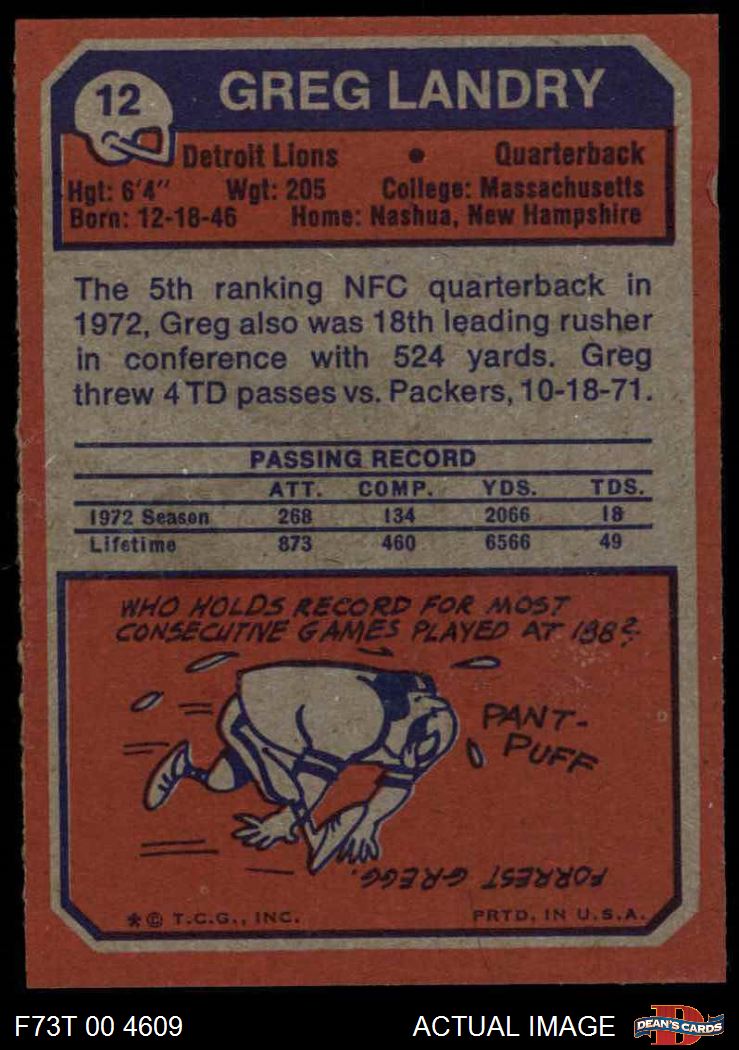 12
GREG LANDRY
Detroit Lions • Quarterback
Hgt: 6'4" Wgt: 205 College: Massachusetts
Born: 12-18-46 Home: Nashua, New Hampshire
The 5th ranking NFC quarterback in
1972, Greg also was 18th leading rusher
in conference with 524 yards. Greg
threw 4 TD passes vs. Packers, 10-18-71.
PASSING RECORD
ATT. COMP. YDS. TDS.
1972 Season 268 134 2066 18
Lifetime 873 460 6566 49
WHO HOLDS RECORD FOR MOST
CONSECUTIVE GAMES PLAYED AT 138?
PANT-
PUFF
FORREST GREGG.
*© T.C.G., INC. PRTD. IN U.S.A.
F73T 00 4609 ACTUAL IMAGE
D
DEAN'S CARDS